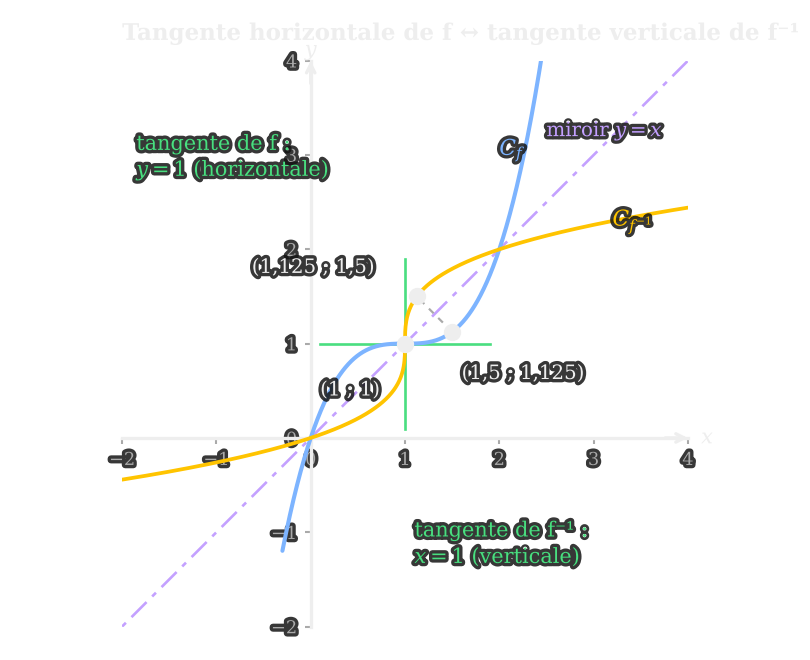 Tangente horizontale de f ↔ tangente verticale de f⁻¹
y
4
miroir y = x
tangente de f :
y = 1 (horizontale)
3
C_f
C_f⁻¹
2
(1,125 ; 1,5)
1
(1,5 ; 1,125)
(1 ; 1)
0
x
−2
−1
0
1
2
3
4
−1
tangente de f⁻¹ :
x = 1 (verticale)
−2